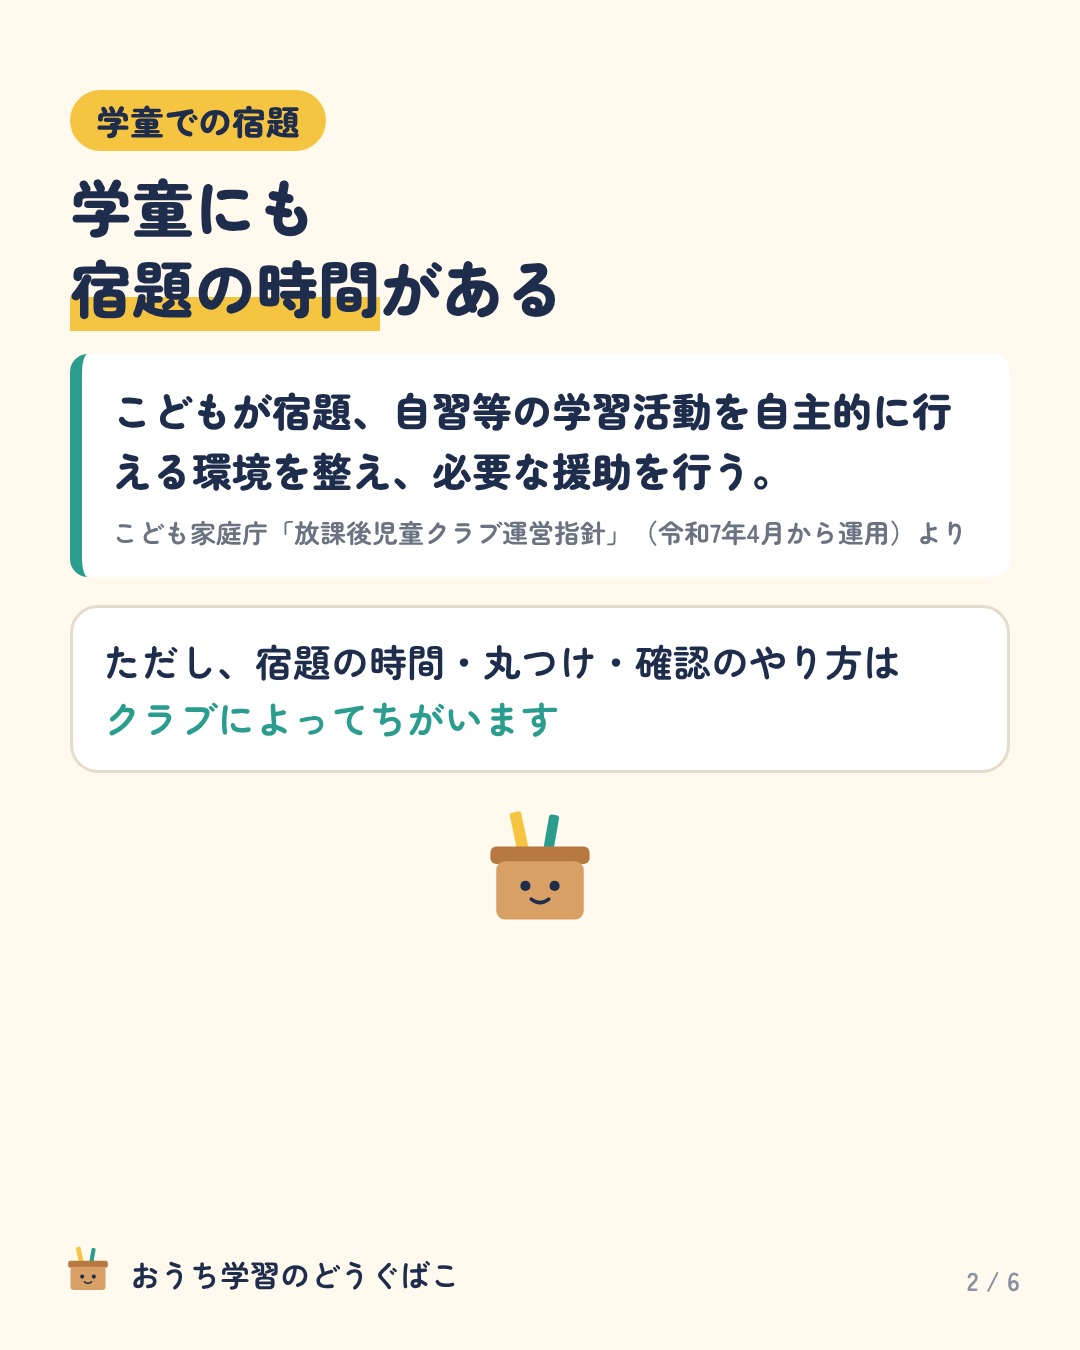 学童での宿題
学童にも
宿題の時間がある
こどもが宿題、自習等の学習活動を自主的に行
える環境を整え、必要な援助を行う。
こども家庭庁「放課後児童クラブ運営指針」（令和7年4月から運用）より
ただし、宿題の時間・丸つけ・確認のやり方は
クラブによってちがいます
おうち学習のどうぐばこ
2 / 6